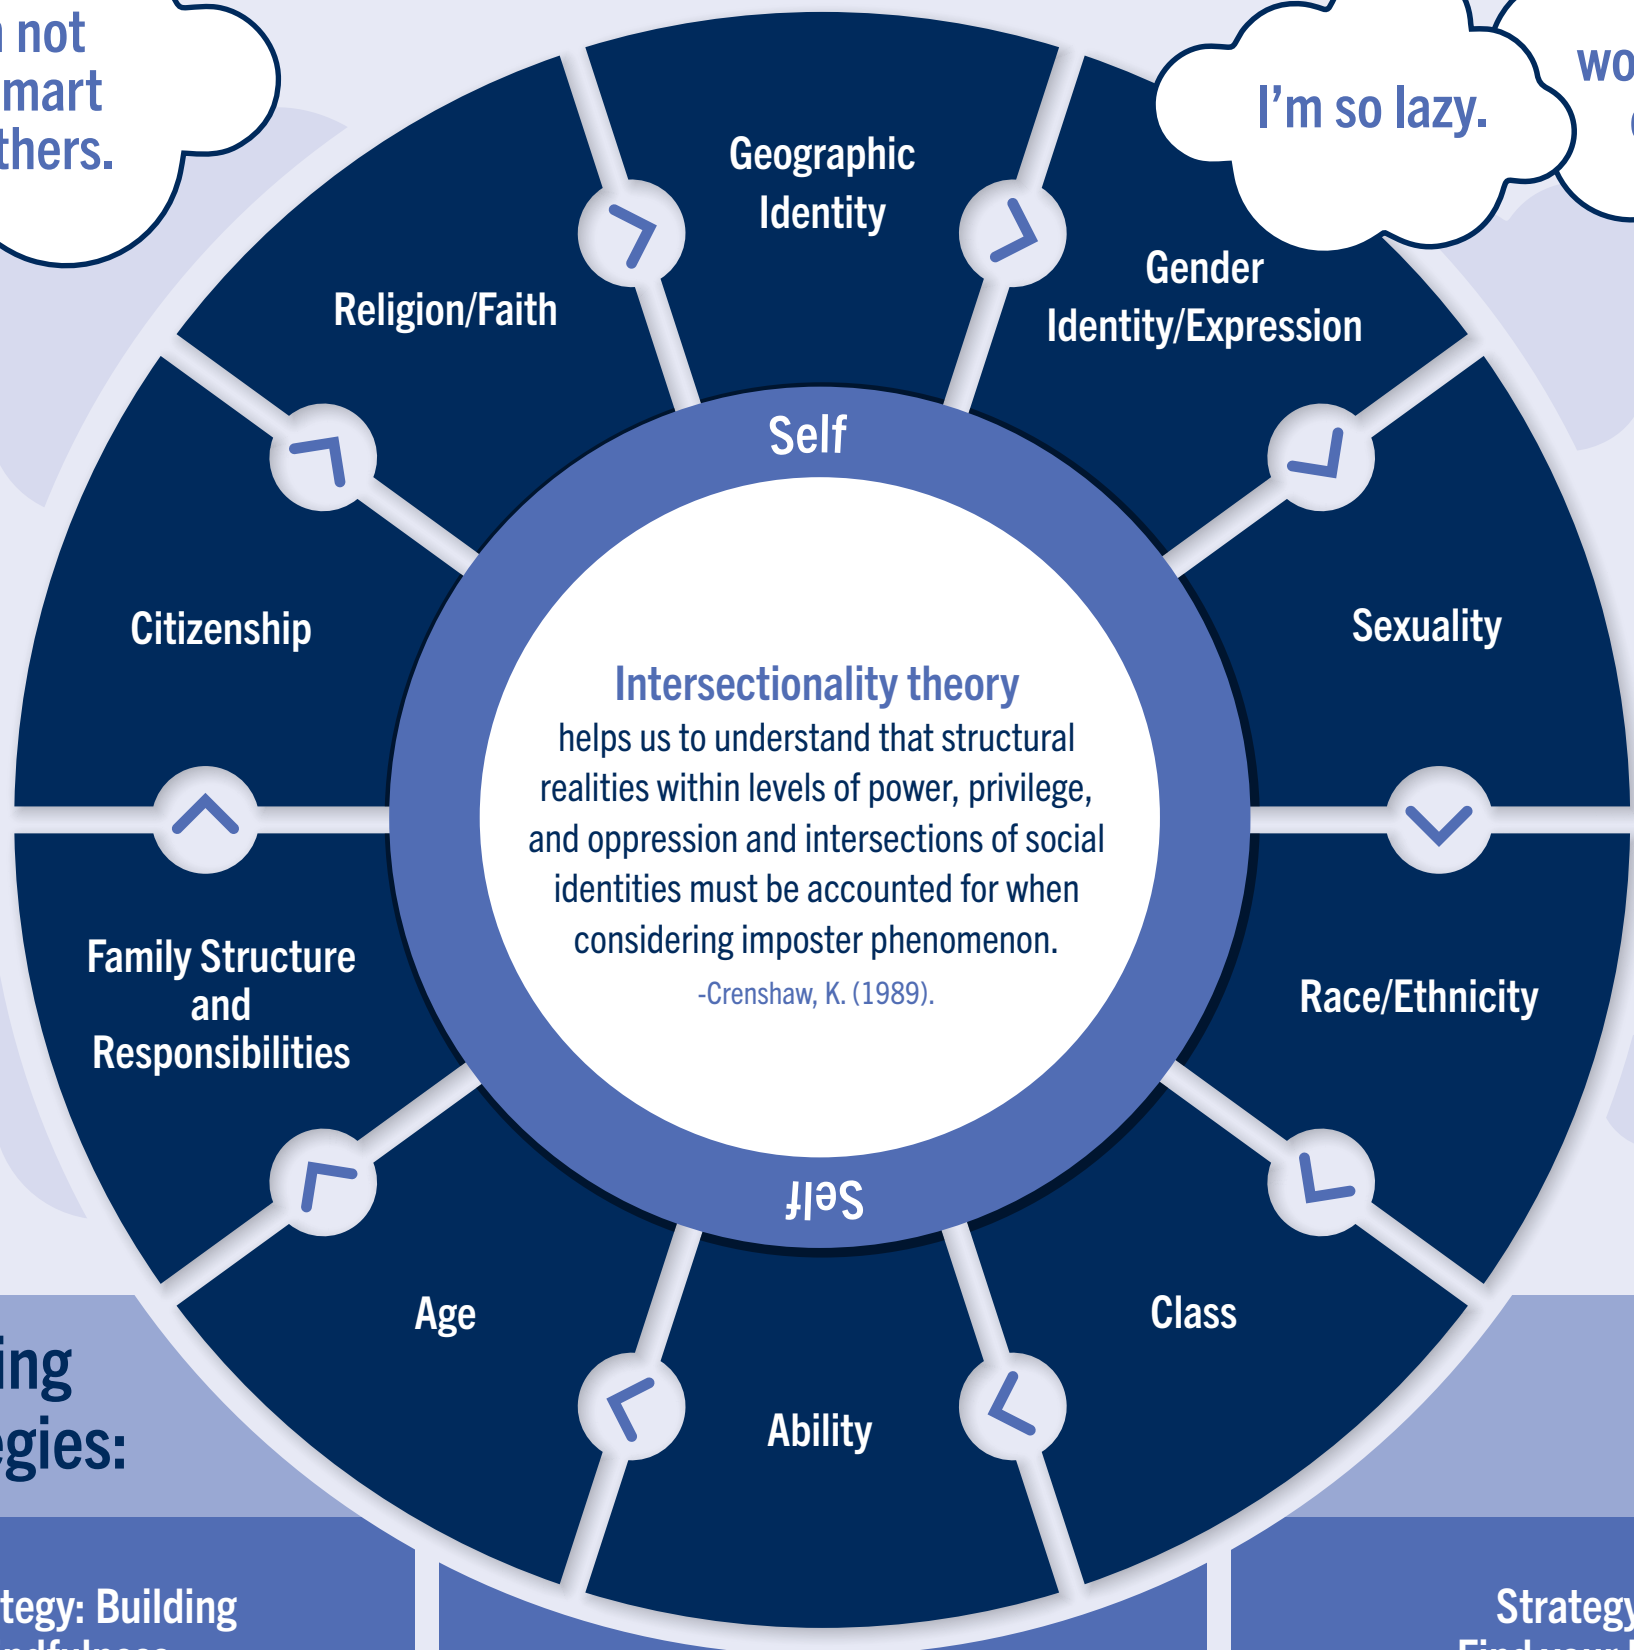 not
mart
thers.
I'm so lazy.
wo
Geographic
Identity
Gender
Identity/Expression
Religion/Faith
Self
Citizenship
Sexuality
Intersectionality theory
helps us to understand that structural
realities within levels of power, privilege,
and oppression and intersections of social
identities must be accounted for when
considering imposter phenomenon.
-Crenshaw, K. (1989).
Family Structure
and
Responsibilities
Race/Ethnicity
Self
Age
Class
Ability
ing
egies:
tegy: Building
Strategy